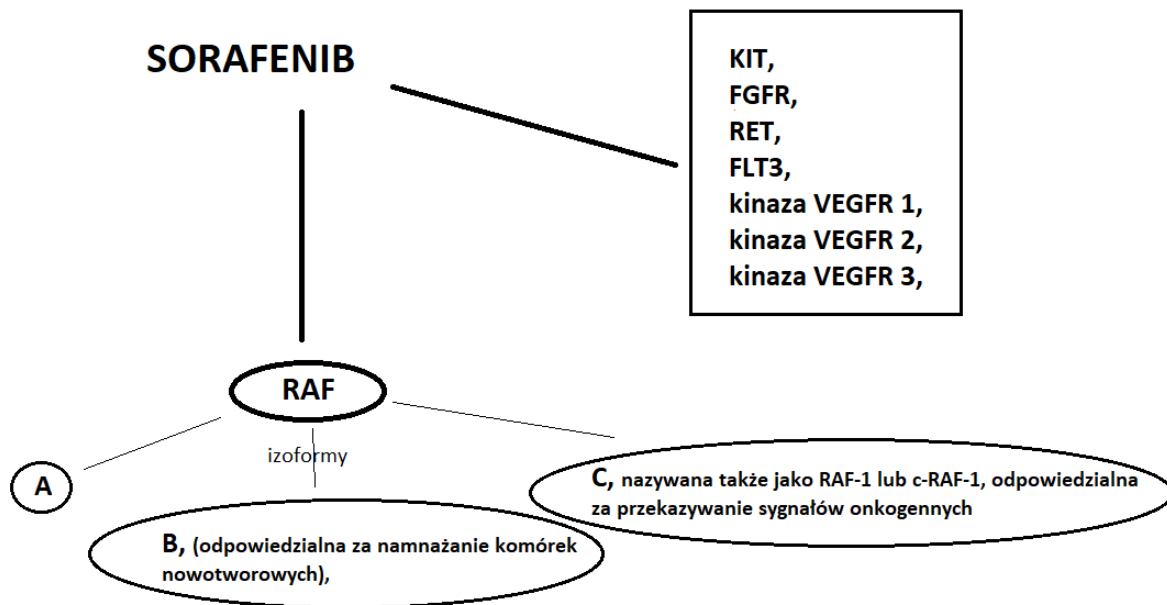 SORAFENIB
KIT,
FGFR,
RET,
FLT3,
kinaza VEGFR 1,
kinaza VEGFR 2,
kinaza VEGFR 3,
RAF
izoformy
A
B, (odpowiedzialna za namnażanie komórek
nowotworowych),
C, nazywana także jako RAF-1 lub c-RAF-1, odpowiedzialna
za przekazywanie sygnałów onkogennych